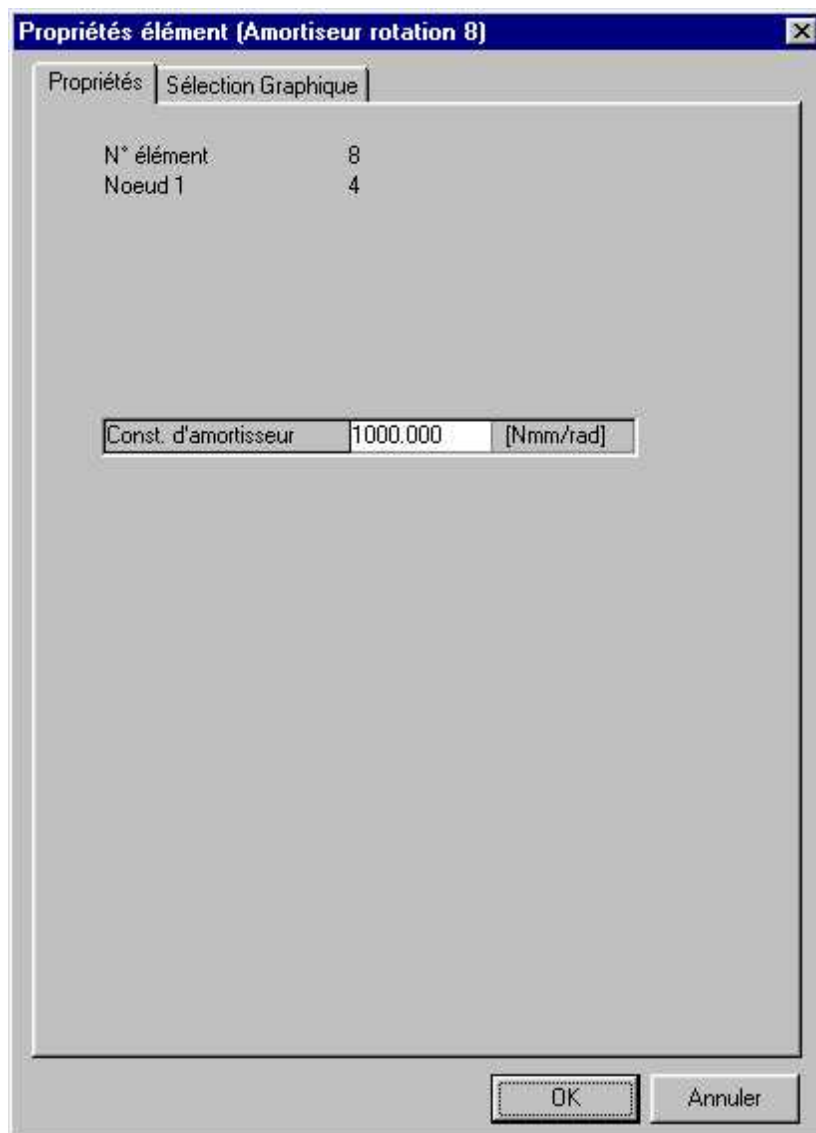 Propriétés élément (Amortiseur rotation 8)
Propriétés Sélection Graphique
N° élément 8
Noeud 1 4
Const. d'amortisseur 1000.000 [Nmm/rad]
OK Annuler